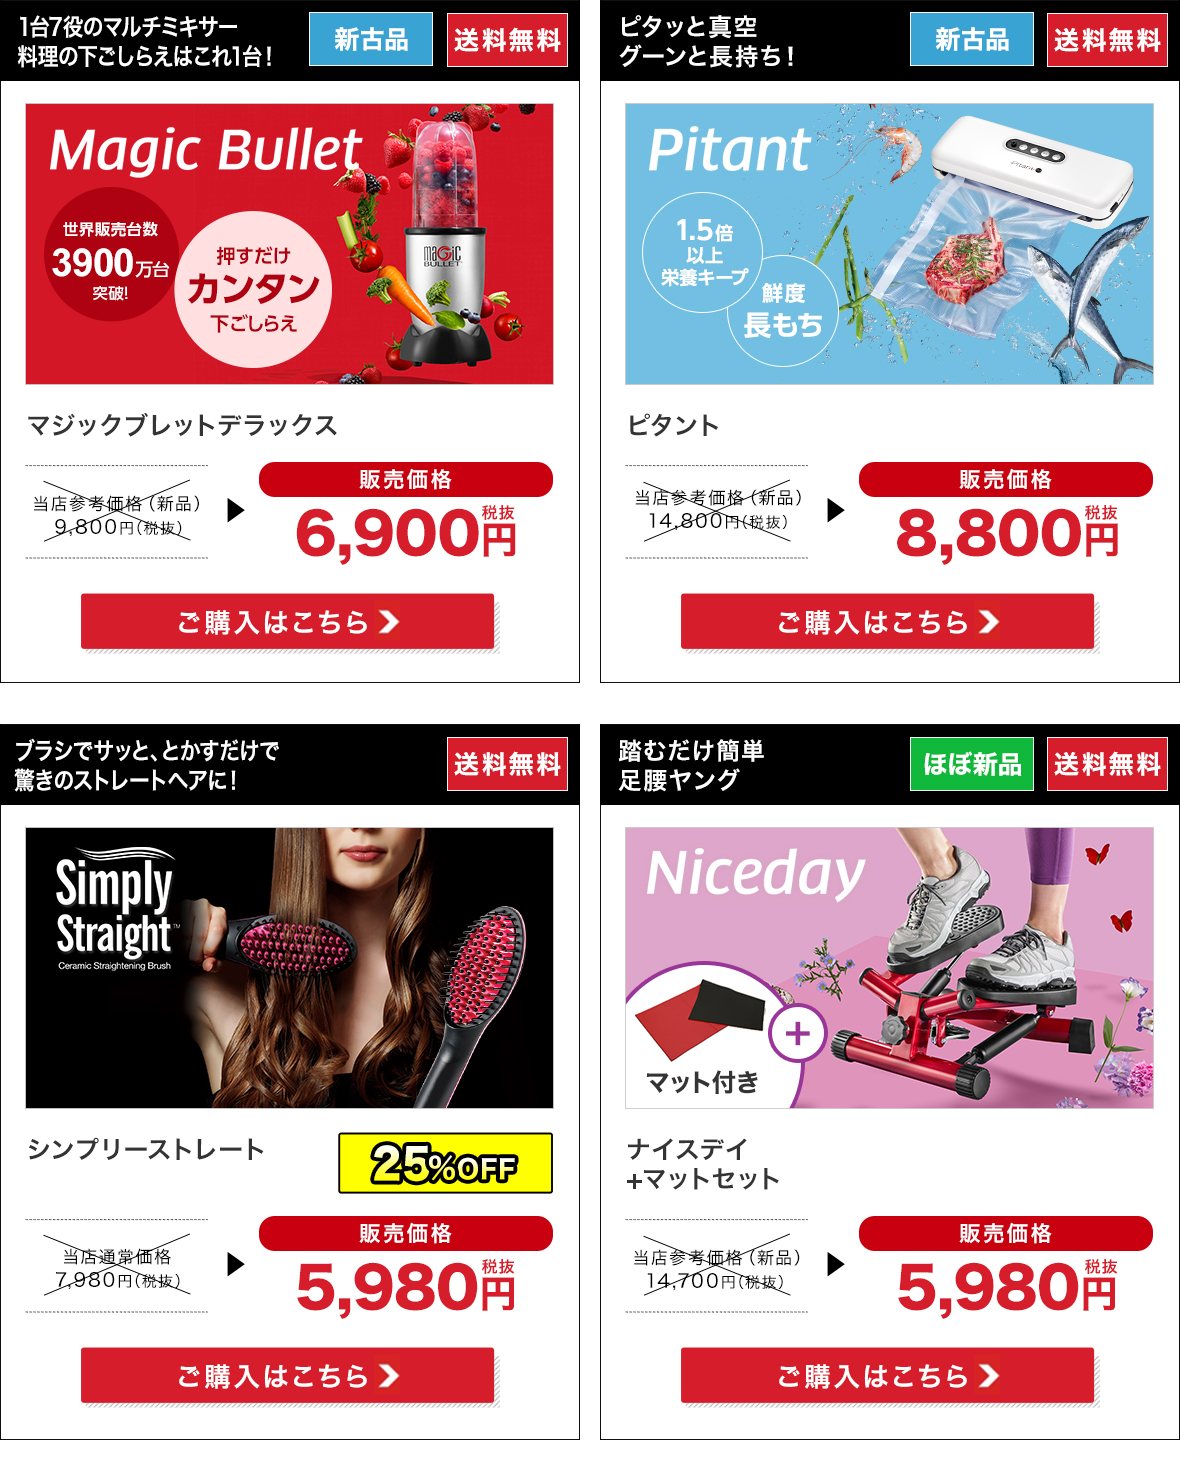 1台7役のマルチミキサー
料理の下ごしらえはこれ1台！
新古品
送料無料
Magic Bullet
世界販売台数
3900万台
突破!
押すだけ
カンタン
下ごしらえ
magic
BULLET
マジックブレットデラックス
当店参考価格（新品）
9,800円（税抜）
販売価格
6,900円
税抜
ご購入はこちら
ピタッと真空
グーンと長持ち！
新古品
送料無料
Pitant
1.5倍
以上
栄養キープ
鮮度
長もち
Pitant
ピタント
当店参考価格（新品）
14,800円（税抜）
販売価格
8,800円
税抜
ご購入はこちら
ブラシでサッと、とかすだけで
驚きのストレートヘアに！
送料無料
Simply
Straight™
Ceramic Straightening Brush
シンプリーストレート
25%OFF
当店通常価格
7,980円（税抜）
販売価格
5,980円
税抜
ご購入はこちら
踏むだけ簡単
足腰ヤング
ほぼ新品
送料無料
Niceday
+
マット付き
ナイスデイ
+マットセット
当店参考価格（新品）
14,700円（税抜）
販売価格
5,980円
税抜
ご購入はこちら